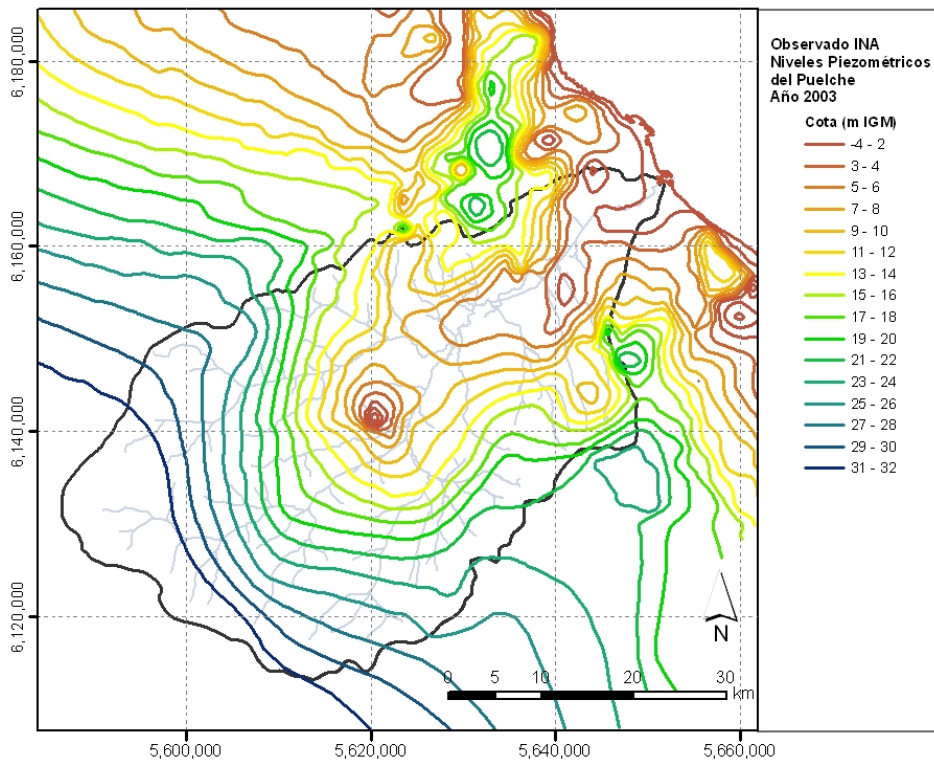 Observado INA
Niveles Piezométricos
del Puelche
Año 2003
Cota (m IGM)
-4 - 2
3 - 4
5 - 6
7 - 8
9 - 10
11 - 12
13 - 14
15 - 16
17 - 18
19 - 20
21 - 22
23 - 24
25 - 26
27 - 28
29 - 30
31 - 32
6,180,000
6,160,000
6,140,000
6,120,000
N
0 5 10 20 30
km
5,600,000 5,620,000 5,640,000 5,660,000